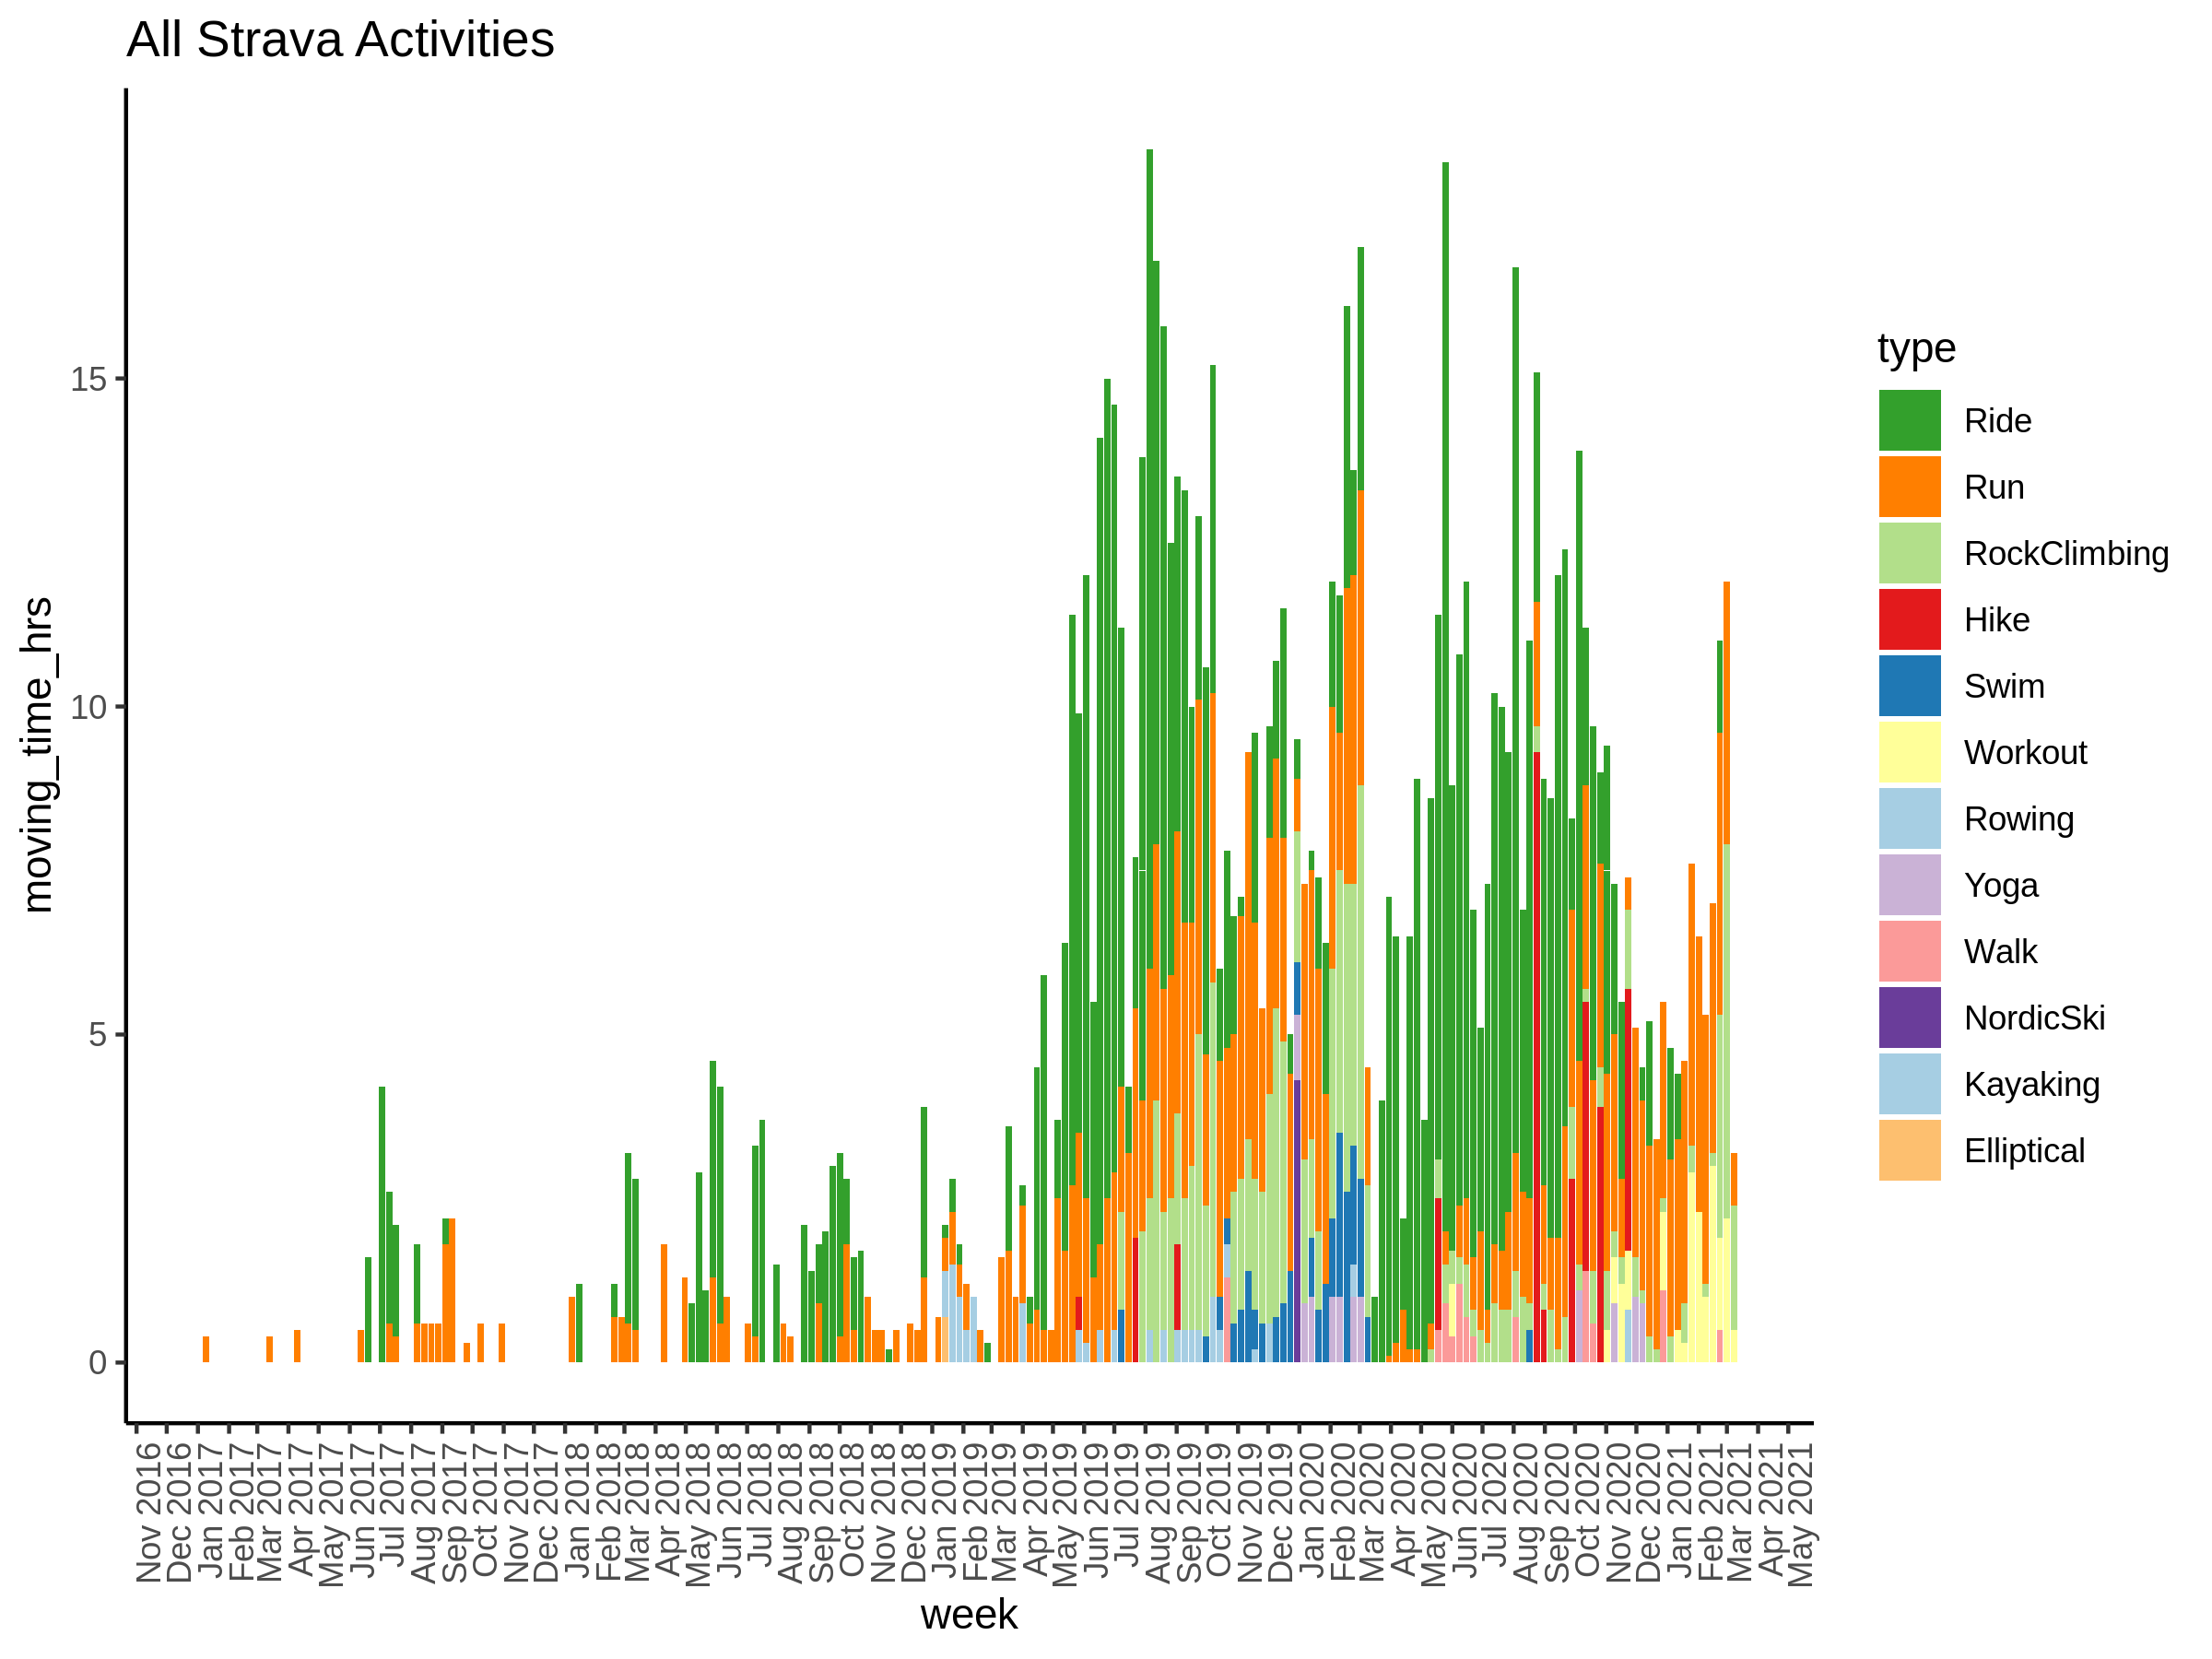 All Strava Activities
moving_time_hrs
15
10
5
0
Nov 2016
Dec 2016
Jan 2017
Feb 2017
Mar 2017
Apr 2017
May 2017
Jun 2017
Jul 2017
Aug 2017
Sep 2017
Oct 2017
Nov 2017
Dec 2017
Jan 2018
Feb 2018
Mar 2018
Apr 2018
May 2018
Jun 2018
Jul 2018
Aug 2018
Sep 2018
Oct 2018
Nov 2018
Dec 2018
Jan 2019
Feb 2019
Mar 2019
Apr 2019
May 2019
Jun 2019
Jul 2019
Aug 2019
Sep 2019
Oct 2019
Nov 2019
Dec 2019
Jan 2020
Feb 2020
Mar 2020
Apr 2020
May 2020
Jun 2020
Jul 2020
Aug 2020
Sep 2020
Oct 2020
Nov 2020
Dec 2020
Jan 2021
Feb 2021
Mar 2021
Apr 2021
May 2021
week
type
Ride
Run
RockClimbing
Hike
Swim
Workout
Rowing
Yoga
Walk
NordicSki
Kayaking
Elliptical